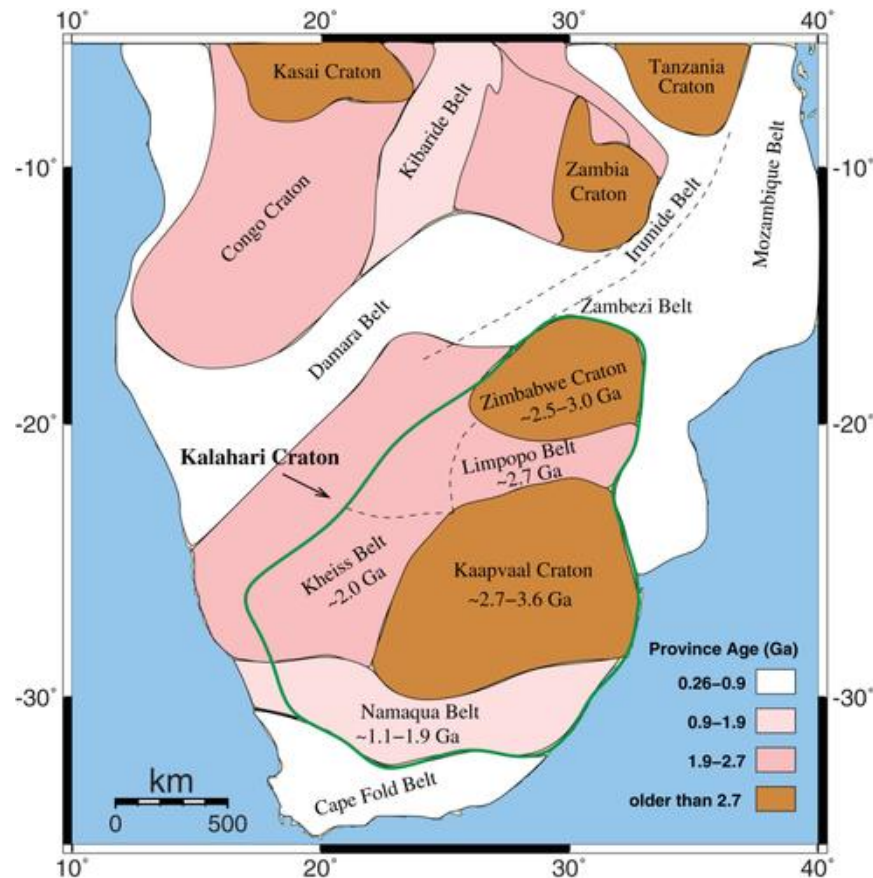 10˚ 20˚ 30˚ 40˚
Kasai Craton
Tanzania
Craton
Kibaride Belt
-10˚ -10˚
Zambia
Craton
Mozambique Belt
Congo Craton
Irumide Belt
Zambezi Belt
Damara Belt
Zimbabwe Craton
~2.5−3.0 Ga
-20˚ -20˚
Kalahari Craton
Limpopo Belt
~2.7 Ga
Kheiss Belt
~2.0 Ga
Kaapvaal Craton
~2.7−3.6 Ga
Province Age (Ga)
0.26−0.9
-30˚ -30˚
0.9−1.9
Namaqua Belt
~1.1−1.9 Ga
1.9−2.7
km
Cape Fold Belt
older than 2.7
0 500
10˚ 20˚ 30˚ 40˚